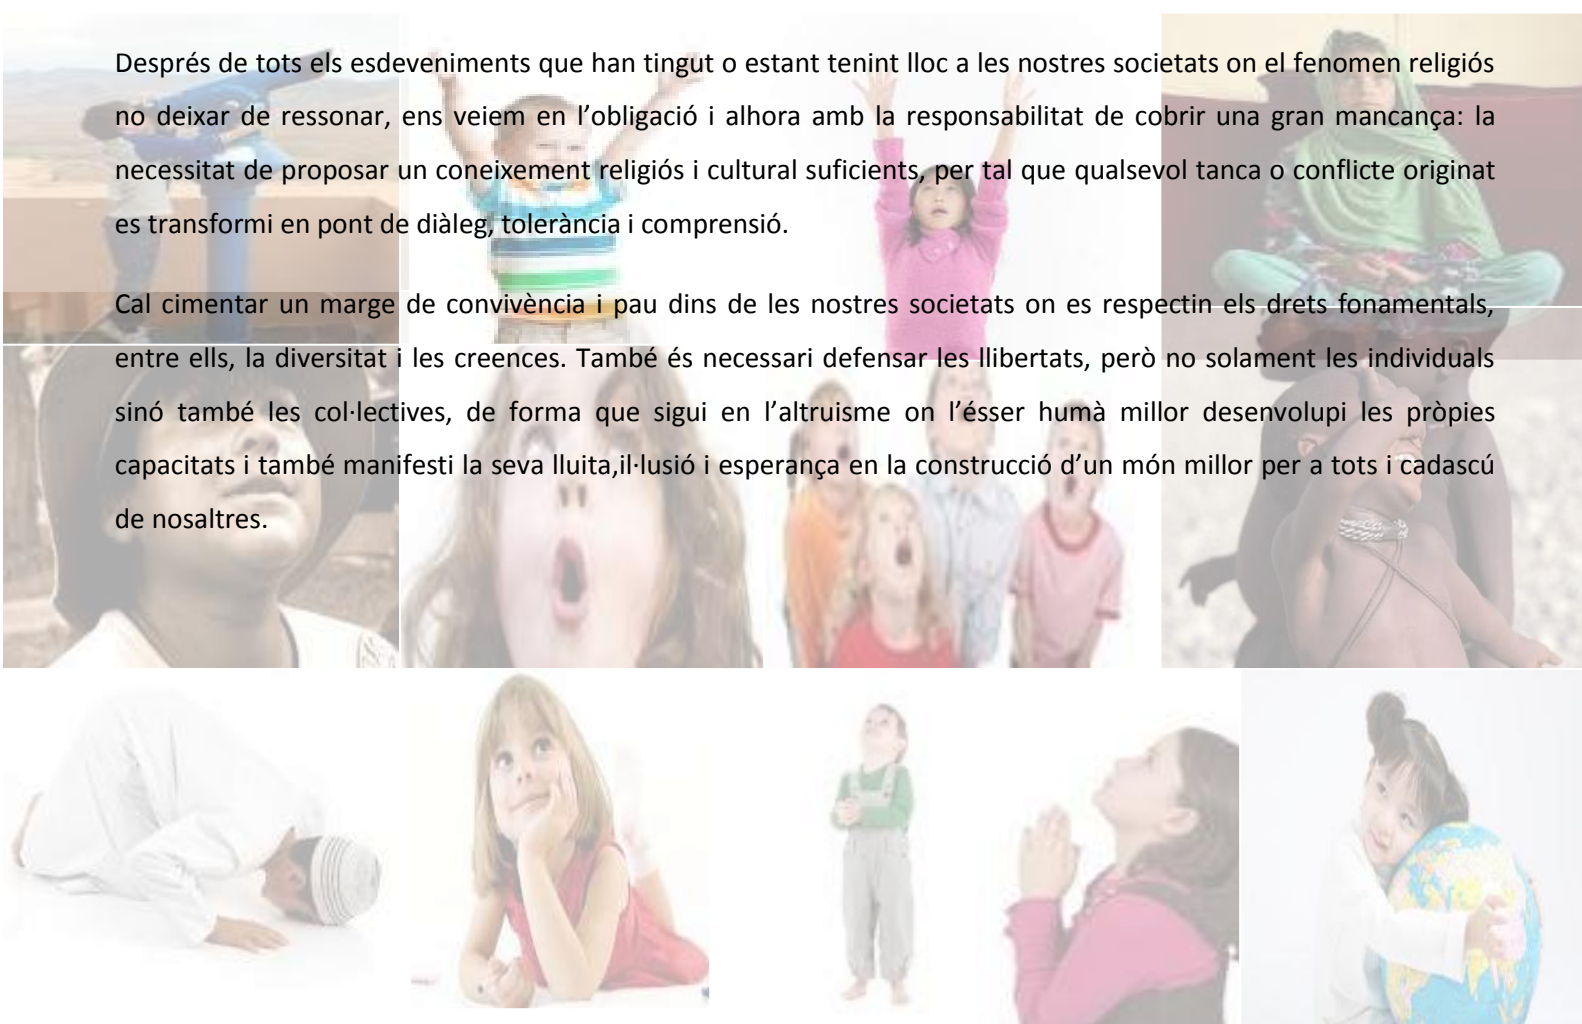 Després de tots els esdeveniments que han tingut o estant tenint lloc a les nostres societats on el fenomen religiós
no deixar de ressonar, ens veiem en l’obligació i alhora amb la responsabilitat de cobrir una gran mancança: la
necessitat de proposar un coneixement religiós i cultural suficients, per tal que qualsevol tanca o conflicte originat
es transformi en pont de diàleg, tolerància i comprensió.
Cal cimentar un marge de convivència i pau dins de les nostres societats on es respectin els drets fonamentals,
entre ells, la diversitat i les creences. També és necessari defensar les llibertats, però no solament les individuals
sinó també les col·lectives, de forma que sigui en l’altruisme on l’ésser humà millor desenvolupi les pròpies
capacitats i també manifesti la seva lluita,il·lusió i esperança en la construcció d’un món millor per a tots i cadascú
de nosaltres.